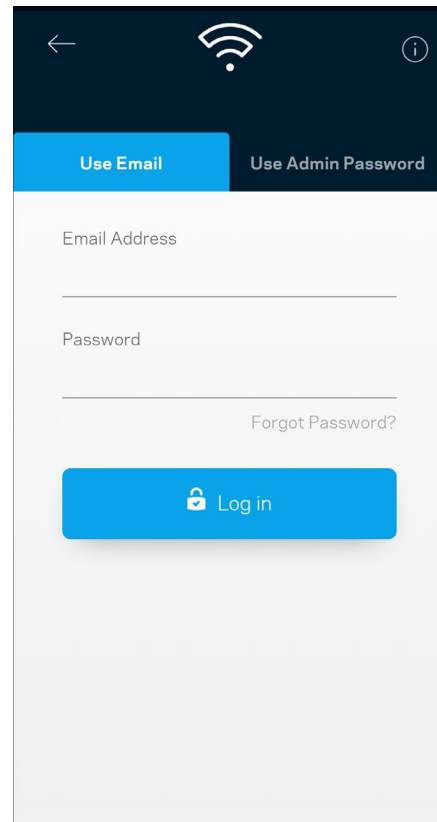 Use Email
Use Admin Password
Email Address
Password
Forgot Password?
Log in